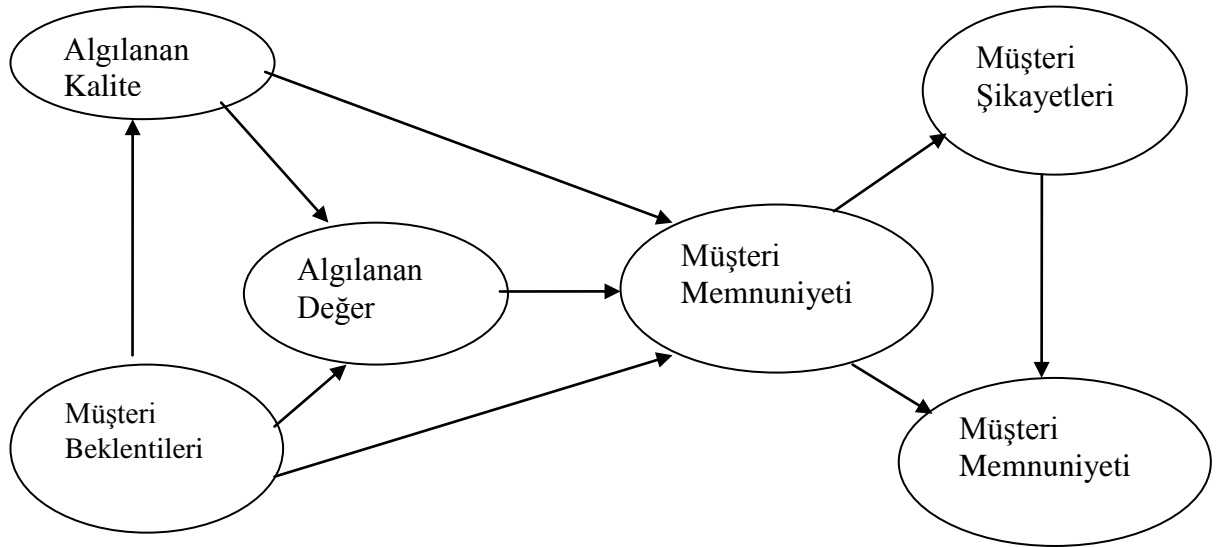 Algılanan
Kalite
Müşteri
Şikayetleri
Algılanan
Değer
Müşteri
Memnuniyeti
Müşteri
Beklentileri
Müşteri
Memnuniyeti